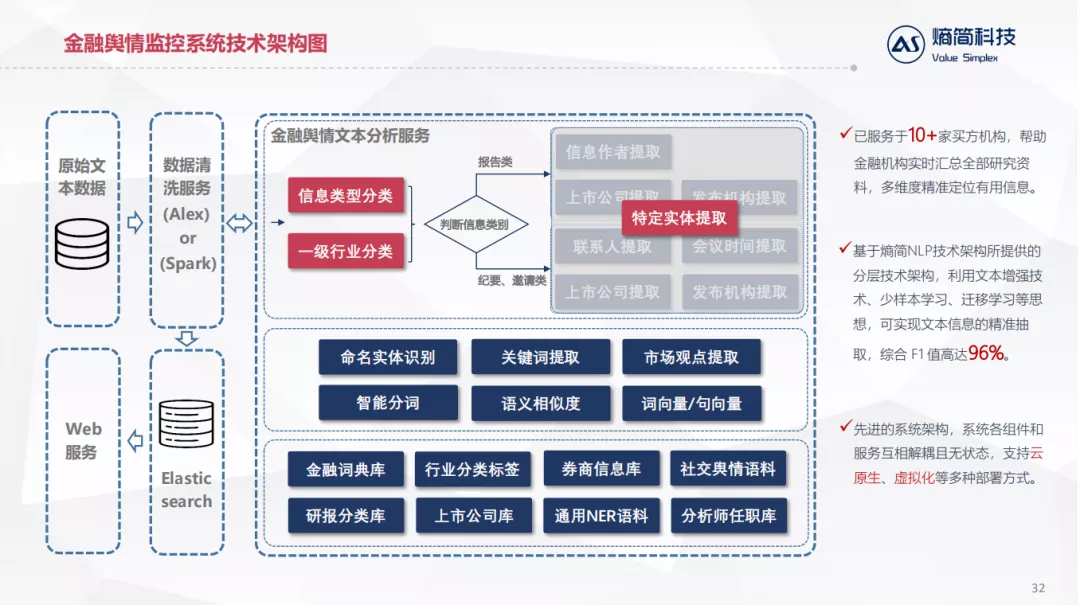 金融舆情监控系统技术架构图
熵简科技
Value Simplex
原始文
本数据
数据清
洗服务
(Alex)
or
(Spark)
Web
服务
Elastic
search
金融舆情文本分析服务
信息类型分类
一级行业分类
判断信息类别
报告类
纪要、邀请类
信息作者提取
上市公司提取
发布机构提取
特定实体提取
联系人提取
会议时间提取
上市公司提取
发布机构提取
命名实体识别
关键词提取
市场观点提取
智能分词
语义相似度
词向量/句向量
金融词典库
行业分类标签
券商信息库
社交舆情语料
研报分类库
上市公司库
通用NER语料
分析师任职库
已服务于10+家买方机构，帮助
金融机构实时汇总全部研究资
料，多维度精准定位有用信息。
基于熵简NLP技术架构所提供的
分层技术架构，利用文本增强技
术、少样本学习、迁移学习等思
想，可实现文本信息的精准抽
取，综合 F1 值高达96%。
先进的系统架构，系统各组件和
服务互相解耦且无状态，支持云
原生、虚拟化等多种部署方式。
32